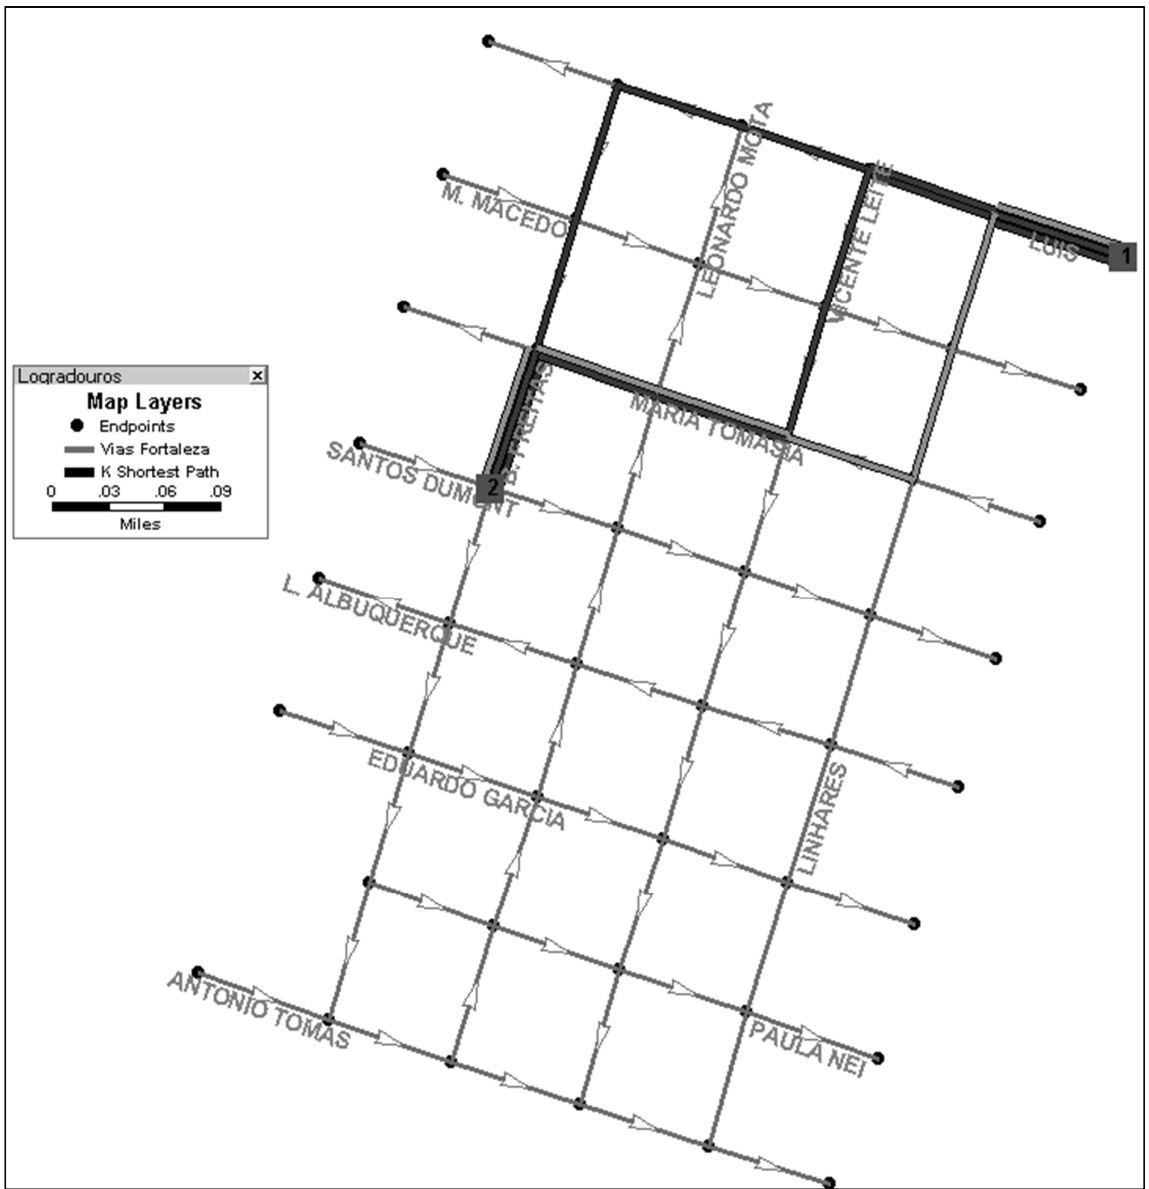 LEONARDO MOTA
VICENTE LEITE
M. MACEDO
LUIS
1
Logradouros
Map Layers
Endpoints
Vias Fortaleza
K Shortest Path
0 .03 .06 .09
Miles
MARIA TOMASIA
SANTOS DUMONT
2
L. ALBUQUERQUE
EDUARDO GARCIA
LINHARES
ANTONIO TOMAS
PAULA NEI